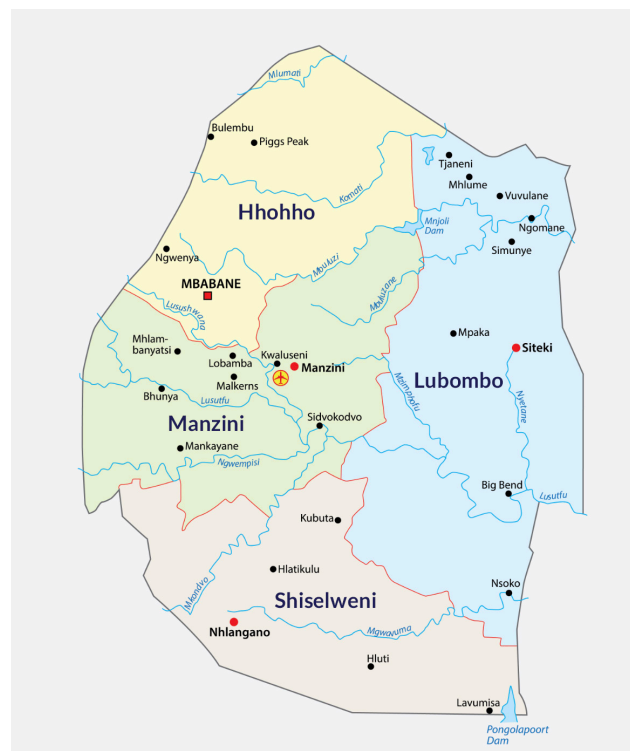 Mlumati
Bulembu
Piggs Peak
Tjaneni
Mhlume
Komati
Vuvulane
Hhohho
Mnjoli
Dam
Ngomane
Simunye
Ngwenya
Mbuluzi
MBABANE
Mbuluzane
Lusushwana
Mpaka
Mhlam-
banyatsi
Siteki
Kwaluseni
Lobamba
Manzini
Malkerns
Lubombo
Mzimphofu
Nyetane
Bhunya
Lusutfu
Manzini
Sidvokodvo
Mankayane
Ngwempisi
Big Bend
Lusutfu
Kubuta
Hlatikulu
Mkondvo
Nsoko
Shiselweni
Nhlangano
Mgwavuma
Hluti
Lavumisa
Pongolapoort
Dam